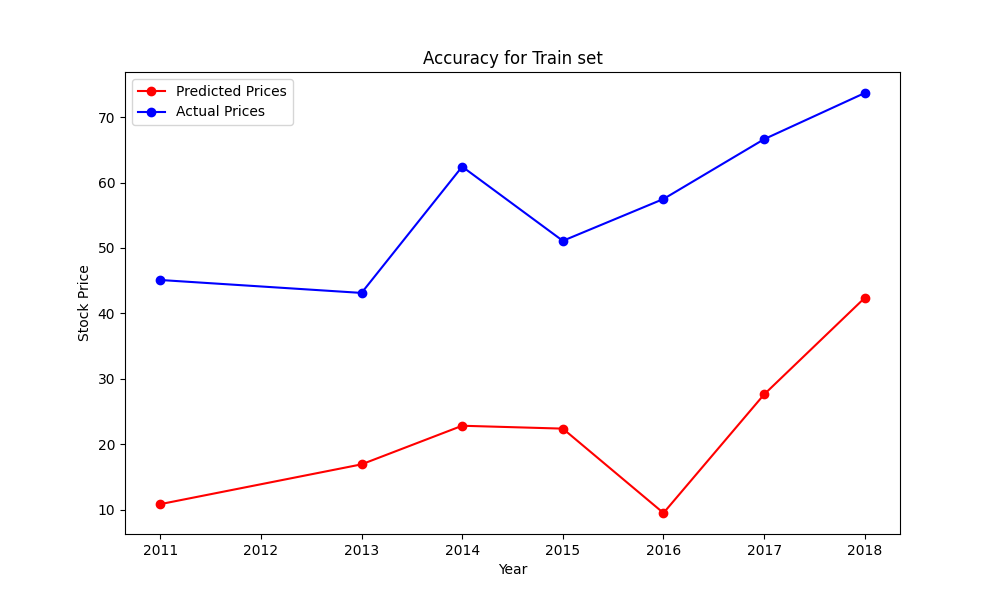 Accuracy for Train set
Predicted Prices
Actual Prices
Stock Price
70
60
50
40
30
20
10
2011 2012 2013 2014 2015 2016 2017 2018
Year